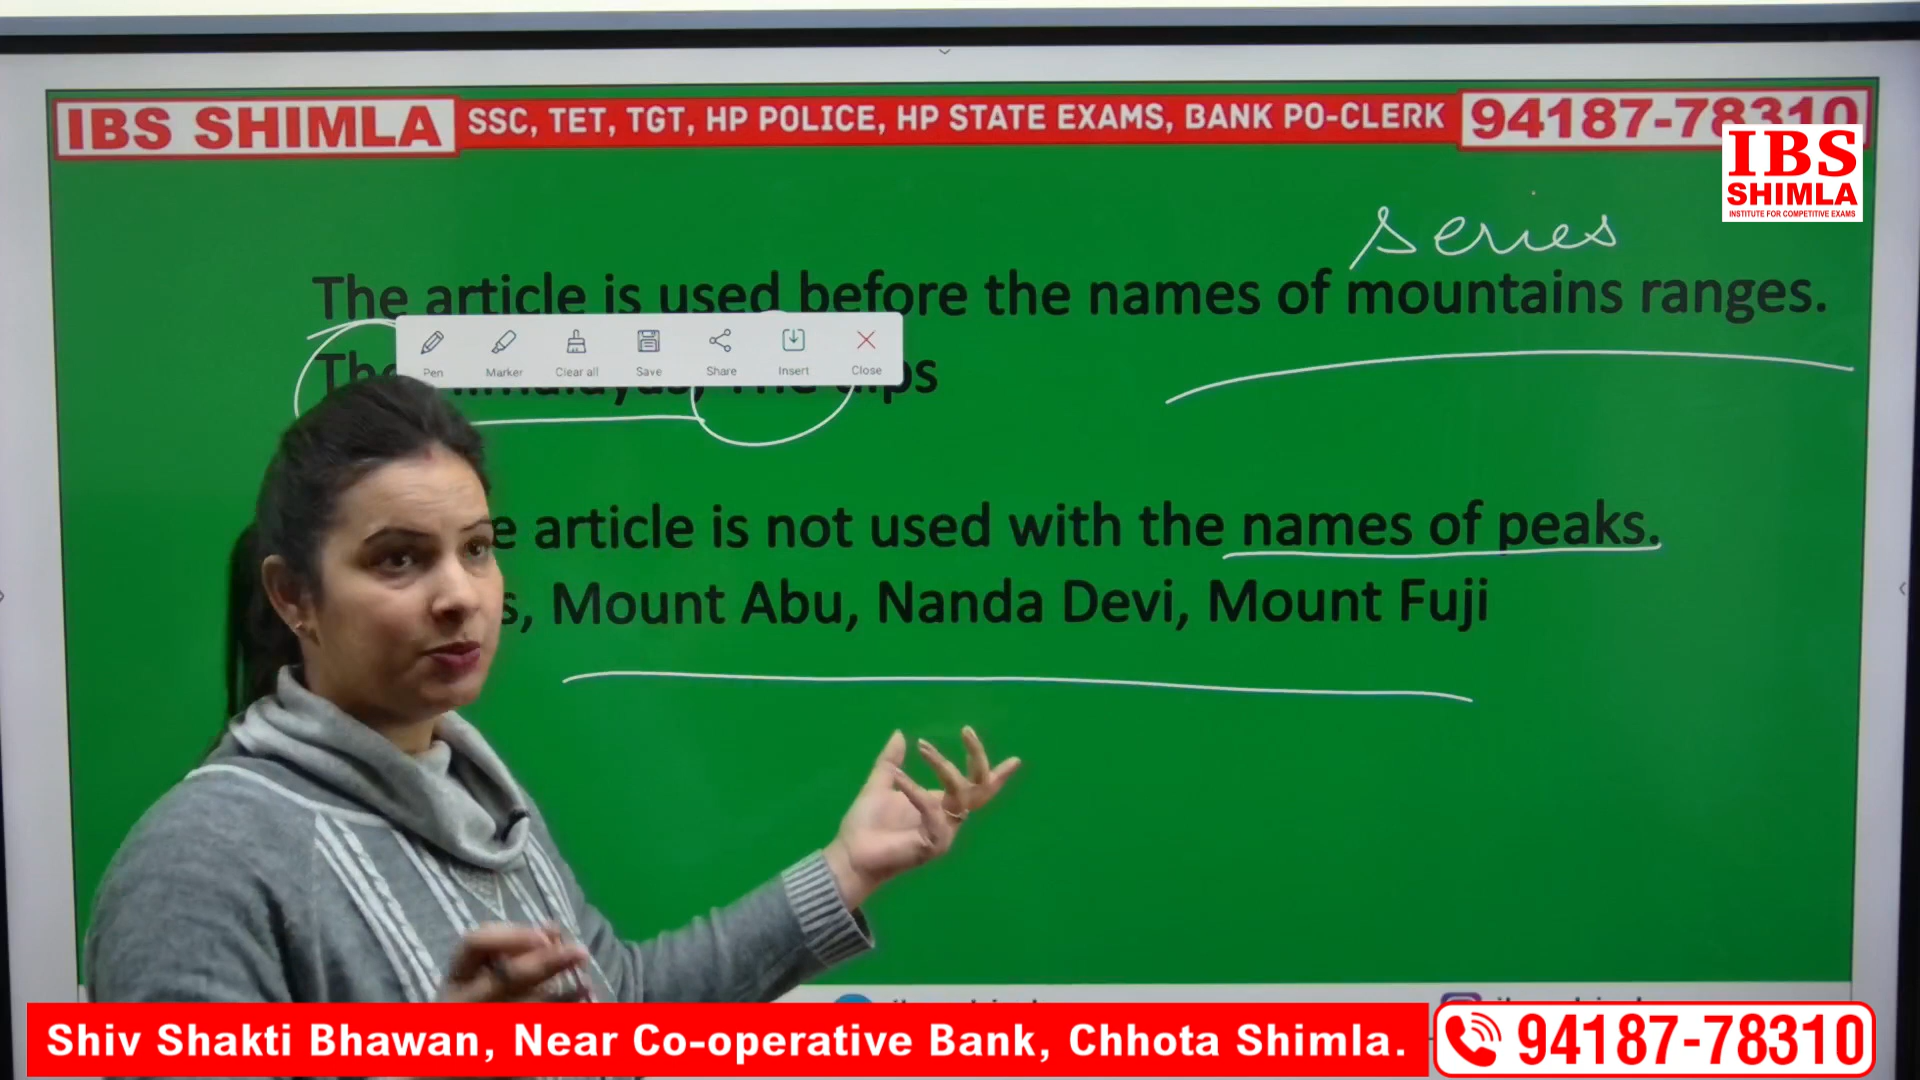 IBS SHIMLA SSC, TET, TGT, HP POLICE, HP STATE EXAMS, BANK PO-CLERK 94187-78310
IBS
SHIMLA
INSTITUTE FOR COMPETITIVE EXAMS
series
The article is used before the names of mountains ranges.
Pen Marker Clear all Save Share Insert Close
article is not used with the names of peaks.
Mount Abu, Nanda Devi, Mount Fuji
Shiv Shakti Bhawan, Near Co-operative Bank, Chhota Shimla. 94187-78310